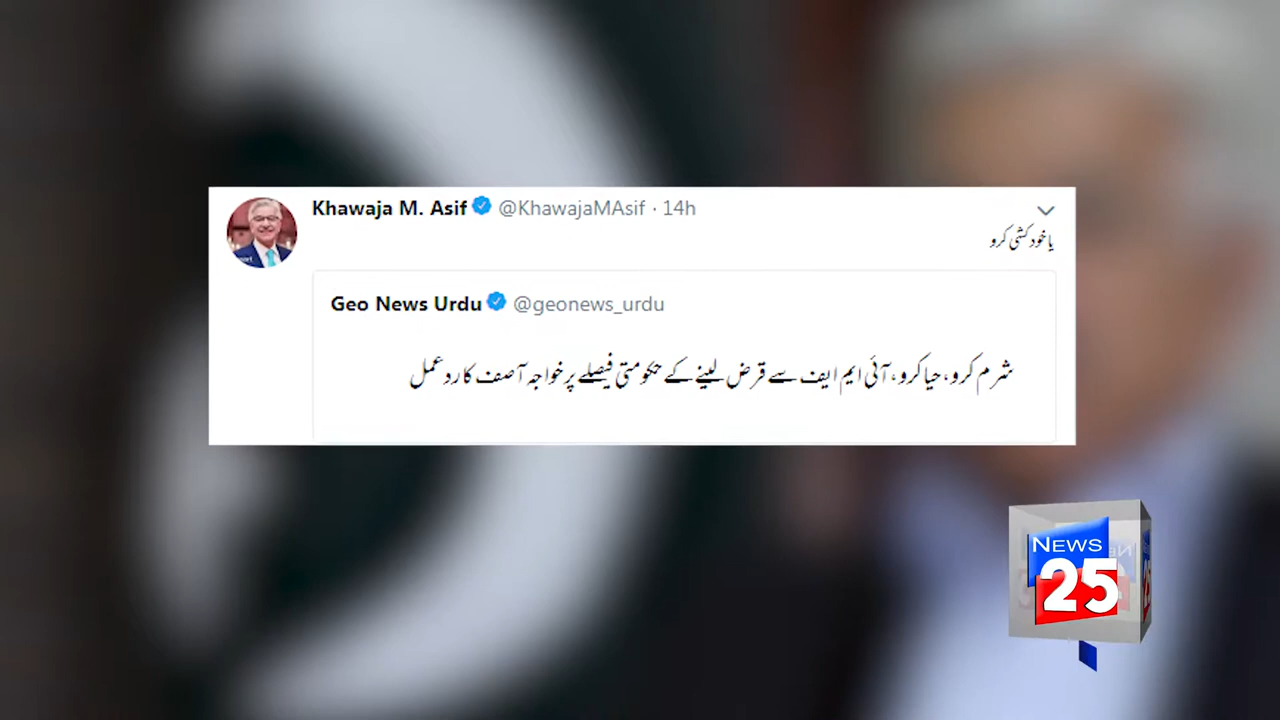 Khawaja M. Asif @KhawajaMAsif · 14h
یا خودکشی کرو
Geo News Urdu @geonews_urdu
شرم کرو، حیا کرو، آئی ایم ایف سے قرض لینے کے حکومتی فیصلے پر خواجہ آصف کا ردعمل
NEWS
25